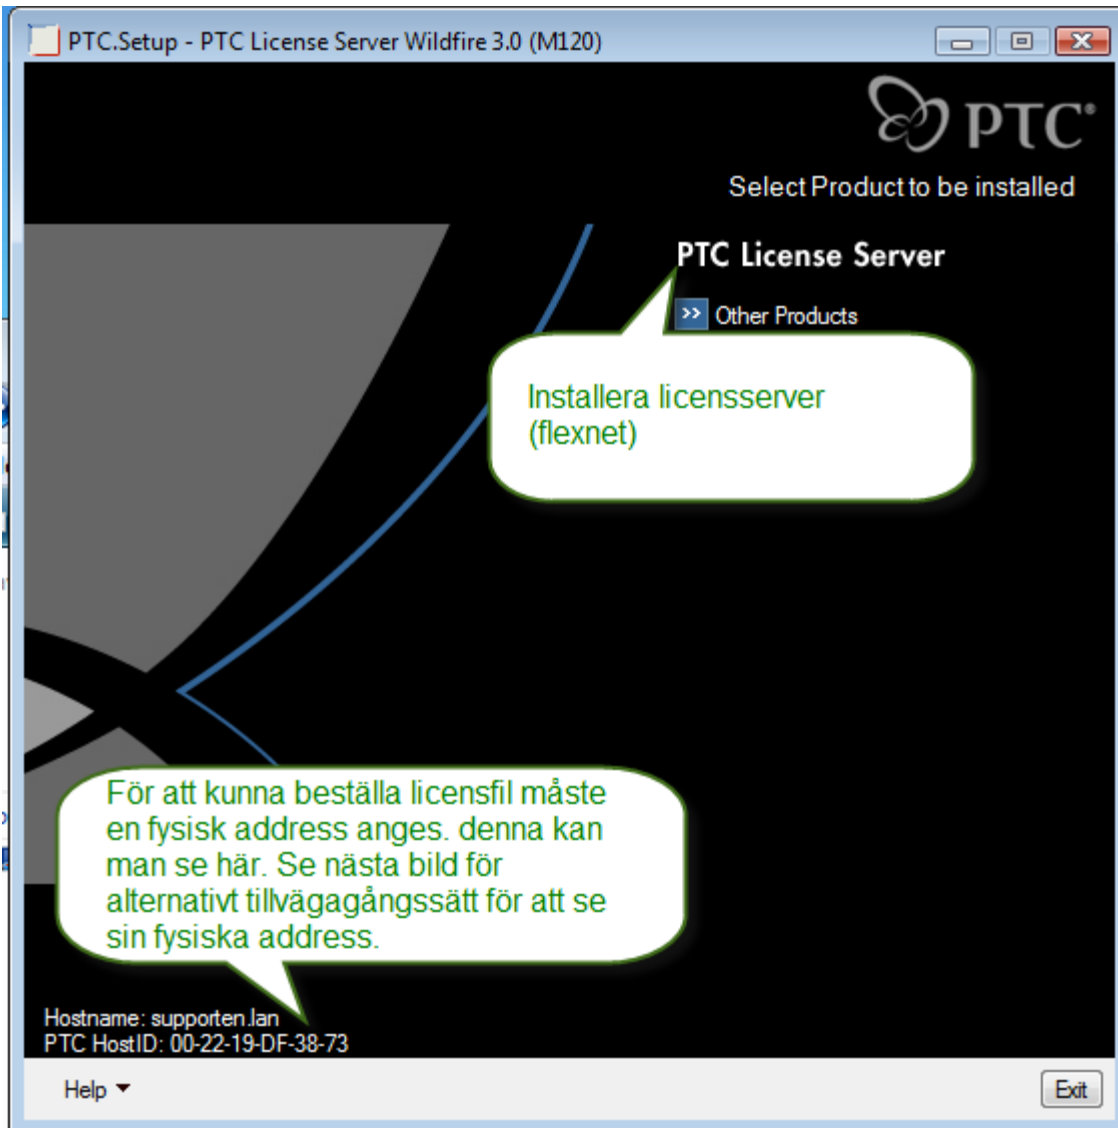 PTC.Setup - PTC License Server Wildfire 3.0 (M120)
PTC®
Select Product to be installed
PTC License Server
>> Other Products
Installera licensserver
(flexnet)
För att kunna beställa licensfil måste
en fysisk address anges. denna kan
man se här. Se nästa bild för
alternativt tillvägagångssätt för att se
sin fysiska address.
Hostname: supporten.lan
PTC HostID: 00-22-19-DF-38-73
Help
Exit